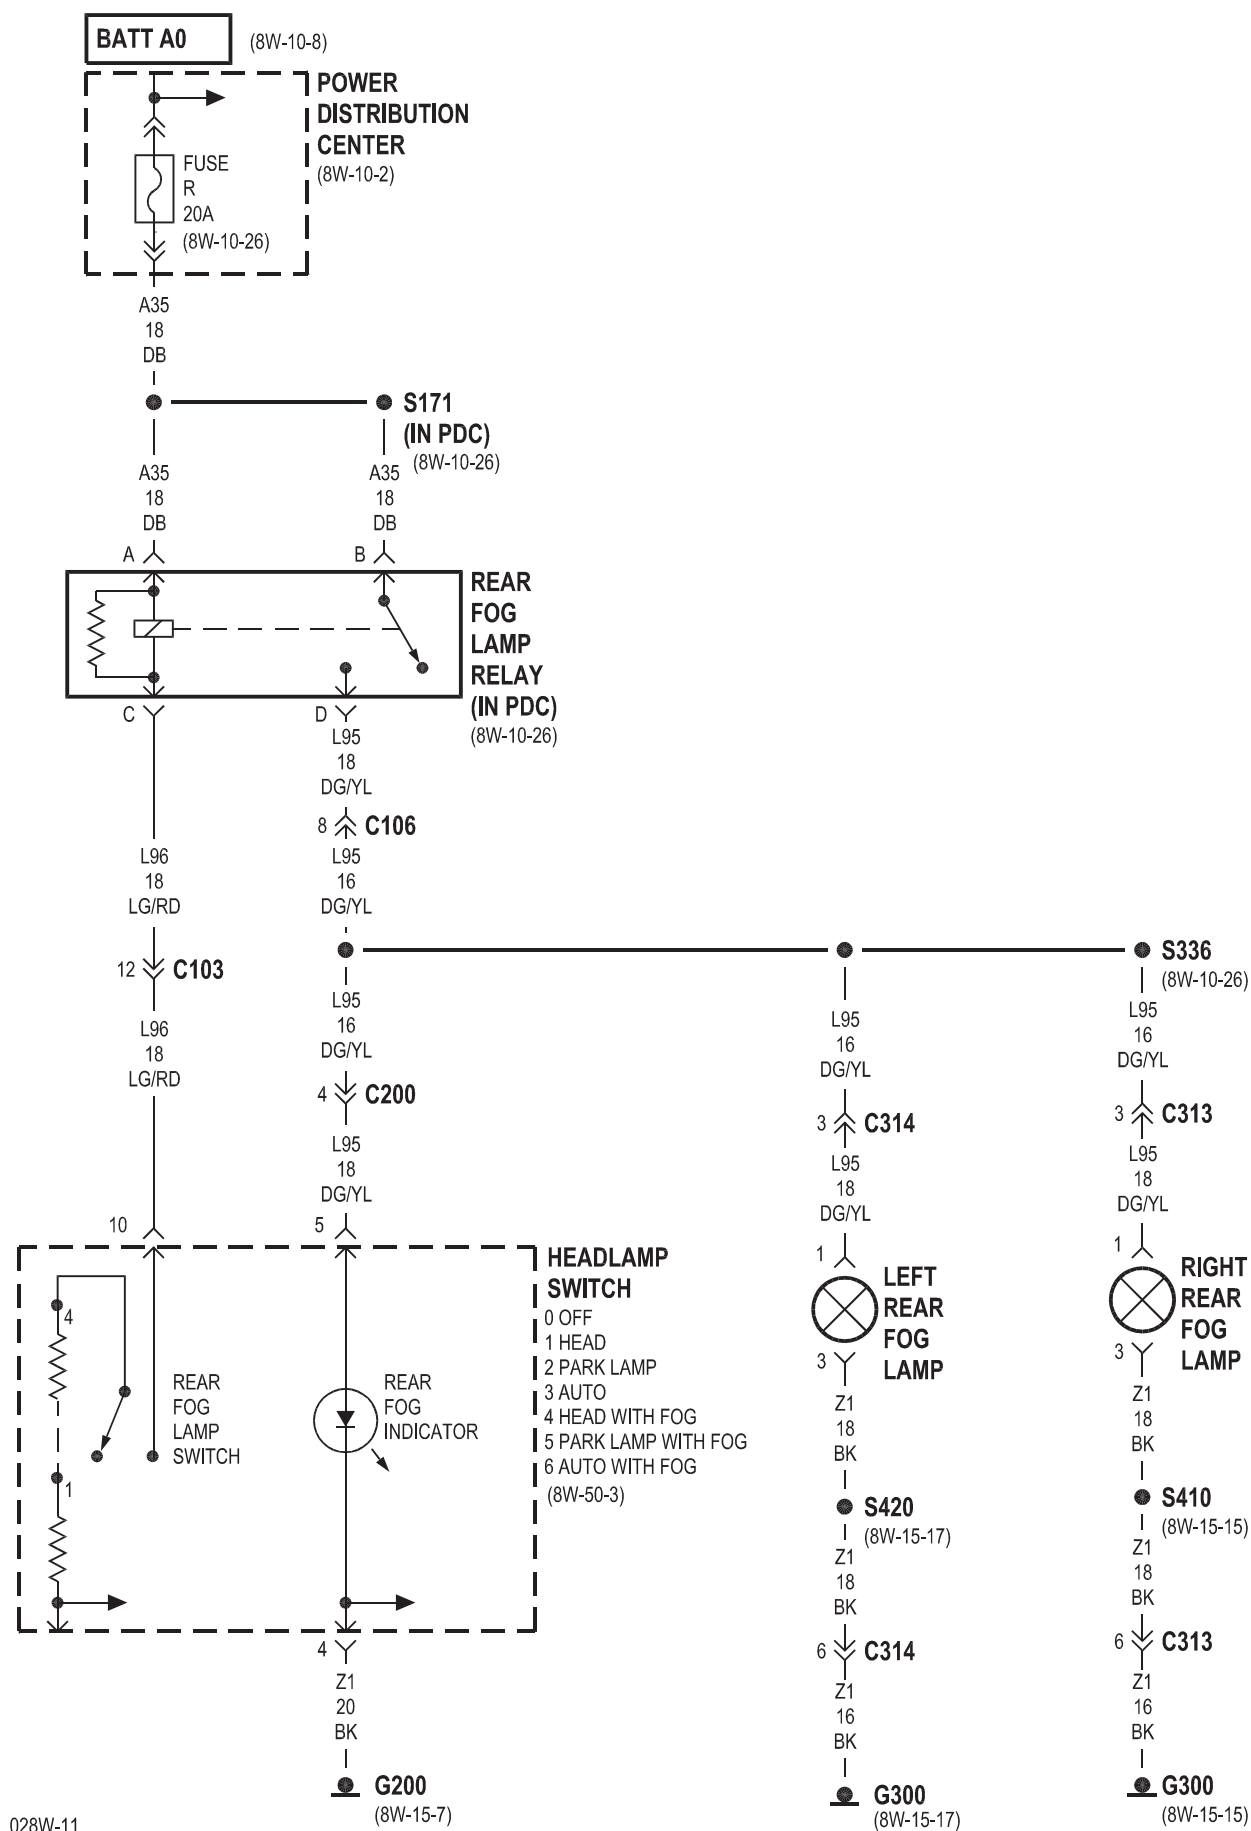 BATT A0
(8W-10-8)
POWER
DISTRIBUTION
CENTER
(8W-10-2)
FUSE
R
20A
(8W-10-26)
A35
18
DB
S171
(IN PDC)
(8W-10-26)
A35
18
DB
A35
18
DB
A
B
REAR
FOG
LAMP
RELAY
(IN PDC)
(8W-10-26)
C
D
L95
18
DG/YL
8
C106
L96
18
LG/RD
L95
16
DG/YL
12
C103
S336
(8W-10-26)
L96
18
LG/RD
L95
16
DG/YL
L95
16
DG/YL
L95
16
DG/YL
4
C200
3
C314
3
C313
L95
18
DG/YL
L95
18
DG/YL
L95
18
DG/YL
10
5
1
1
HEADLAMP
SWITCH
0 OFF
1 HEAD
2 PARK LAMP
3 AUTO
4 HEAD WITH FOG
5 PARK LAMP WITH FOG
6 AUTO WITH FOG
(8W-50-3)
4
1
REAR
FOG
LAMP
SWITCH
REAR
FOG
INDICATOR
LEFT
REAR
FOG
LAMP
RIGHT
REAR
FOG
LAMP
3
3
Z1
18
BK
Z1
18
BK
S420
(8W-15-17)
S410
(8W-15-15)
Z1
18
BK
Z1
18
BK
4
6
C314
6
C313
Z1
20
BK
Z1
16
BK
Z1
16
BK
G200
(8W-15-7)
G300
(8W-15-17)
G300
(8W-15-15)
028W-11